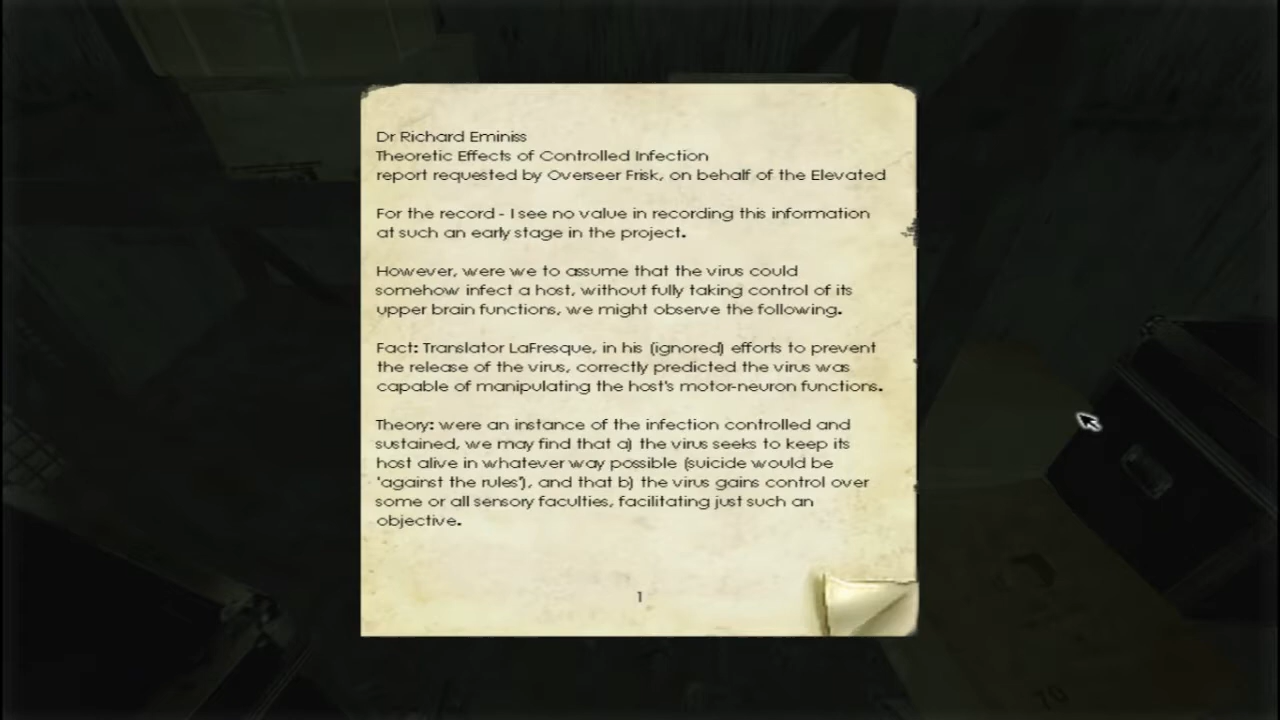 Dr Richard Eminiss
Theoretic Effects of Controlled Infection
report requested by Overseer Frisk, on behalf of the Elevated
For the record - I see no value in recording this information
at such an early stage in the project.
However, were we to assume that the virus could
somehow infect a host, without fully taking control of its
upper brain functions, we might observe the following.
Fact: Translator LaFresque, in his (ignored) efforts to prevent
the release of the virus, correctly predicted the virus was
capable of manipulating the host's motor-neuron functions.
Theory: were an instance of the infection controlled and
sustained, we may find that a) the virus seeks to keep its
host alive in whatever way possible (suicide would be
'against the rules'), and that b) the virus gains control over
some or all sensory faculties, facilitating just such an
objective.
1
70